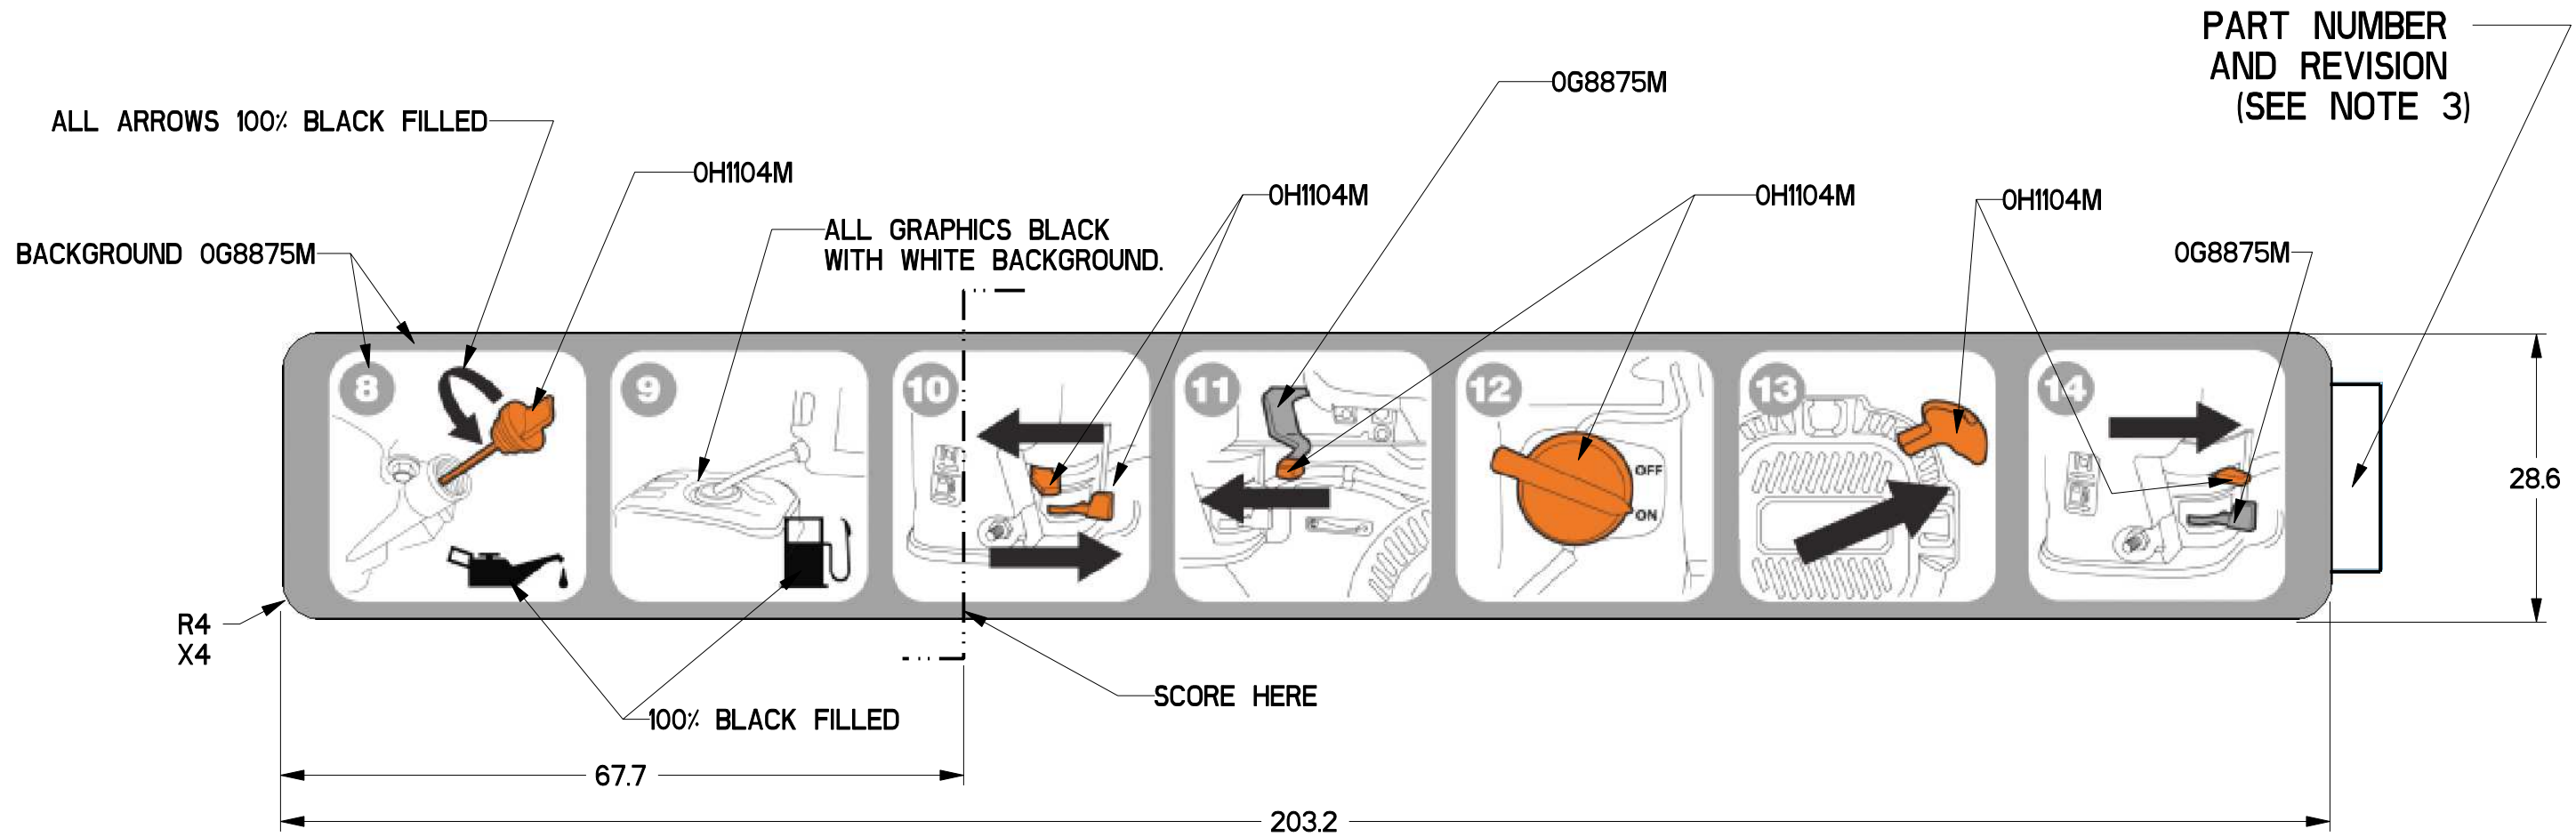 PART NUMBER
AND REVISION
(SEE NOTE 3)
0G8875M
ALL ARROWS 100% BLACK FILLED
0H1104M
0H1104M
0H1104M
0H1104M
ALL GRAPHICS BLACK
WITH WHITE BACKGROUND.
BACKGROUND 0G8875M
0G8875M
8
9
10
11
12
13
14
OFF
ON
28.6
R4
X4
SCORE HERE
100% BLACK FILLED
67.7
203.2